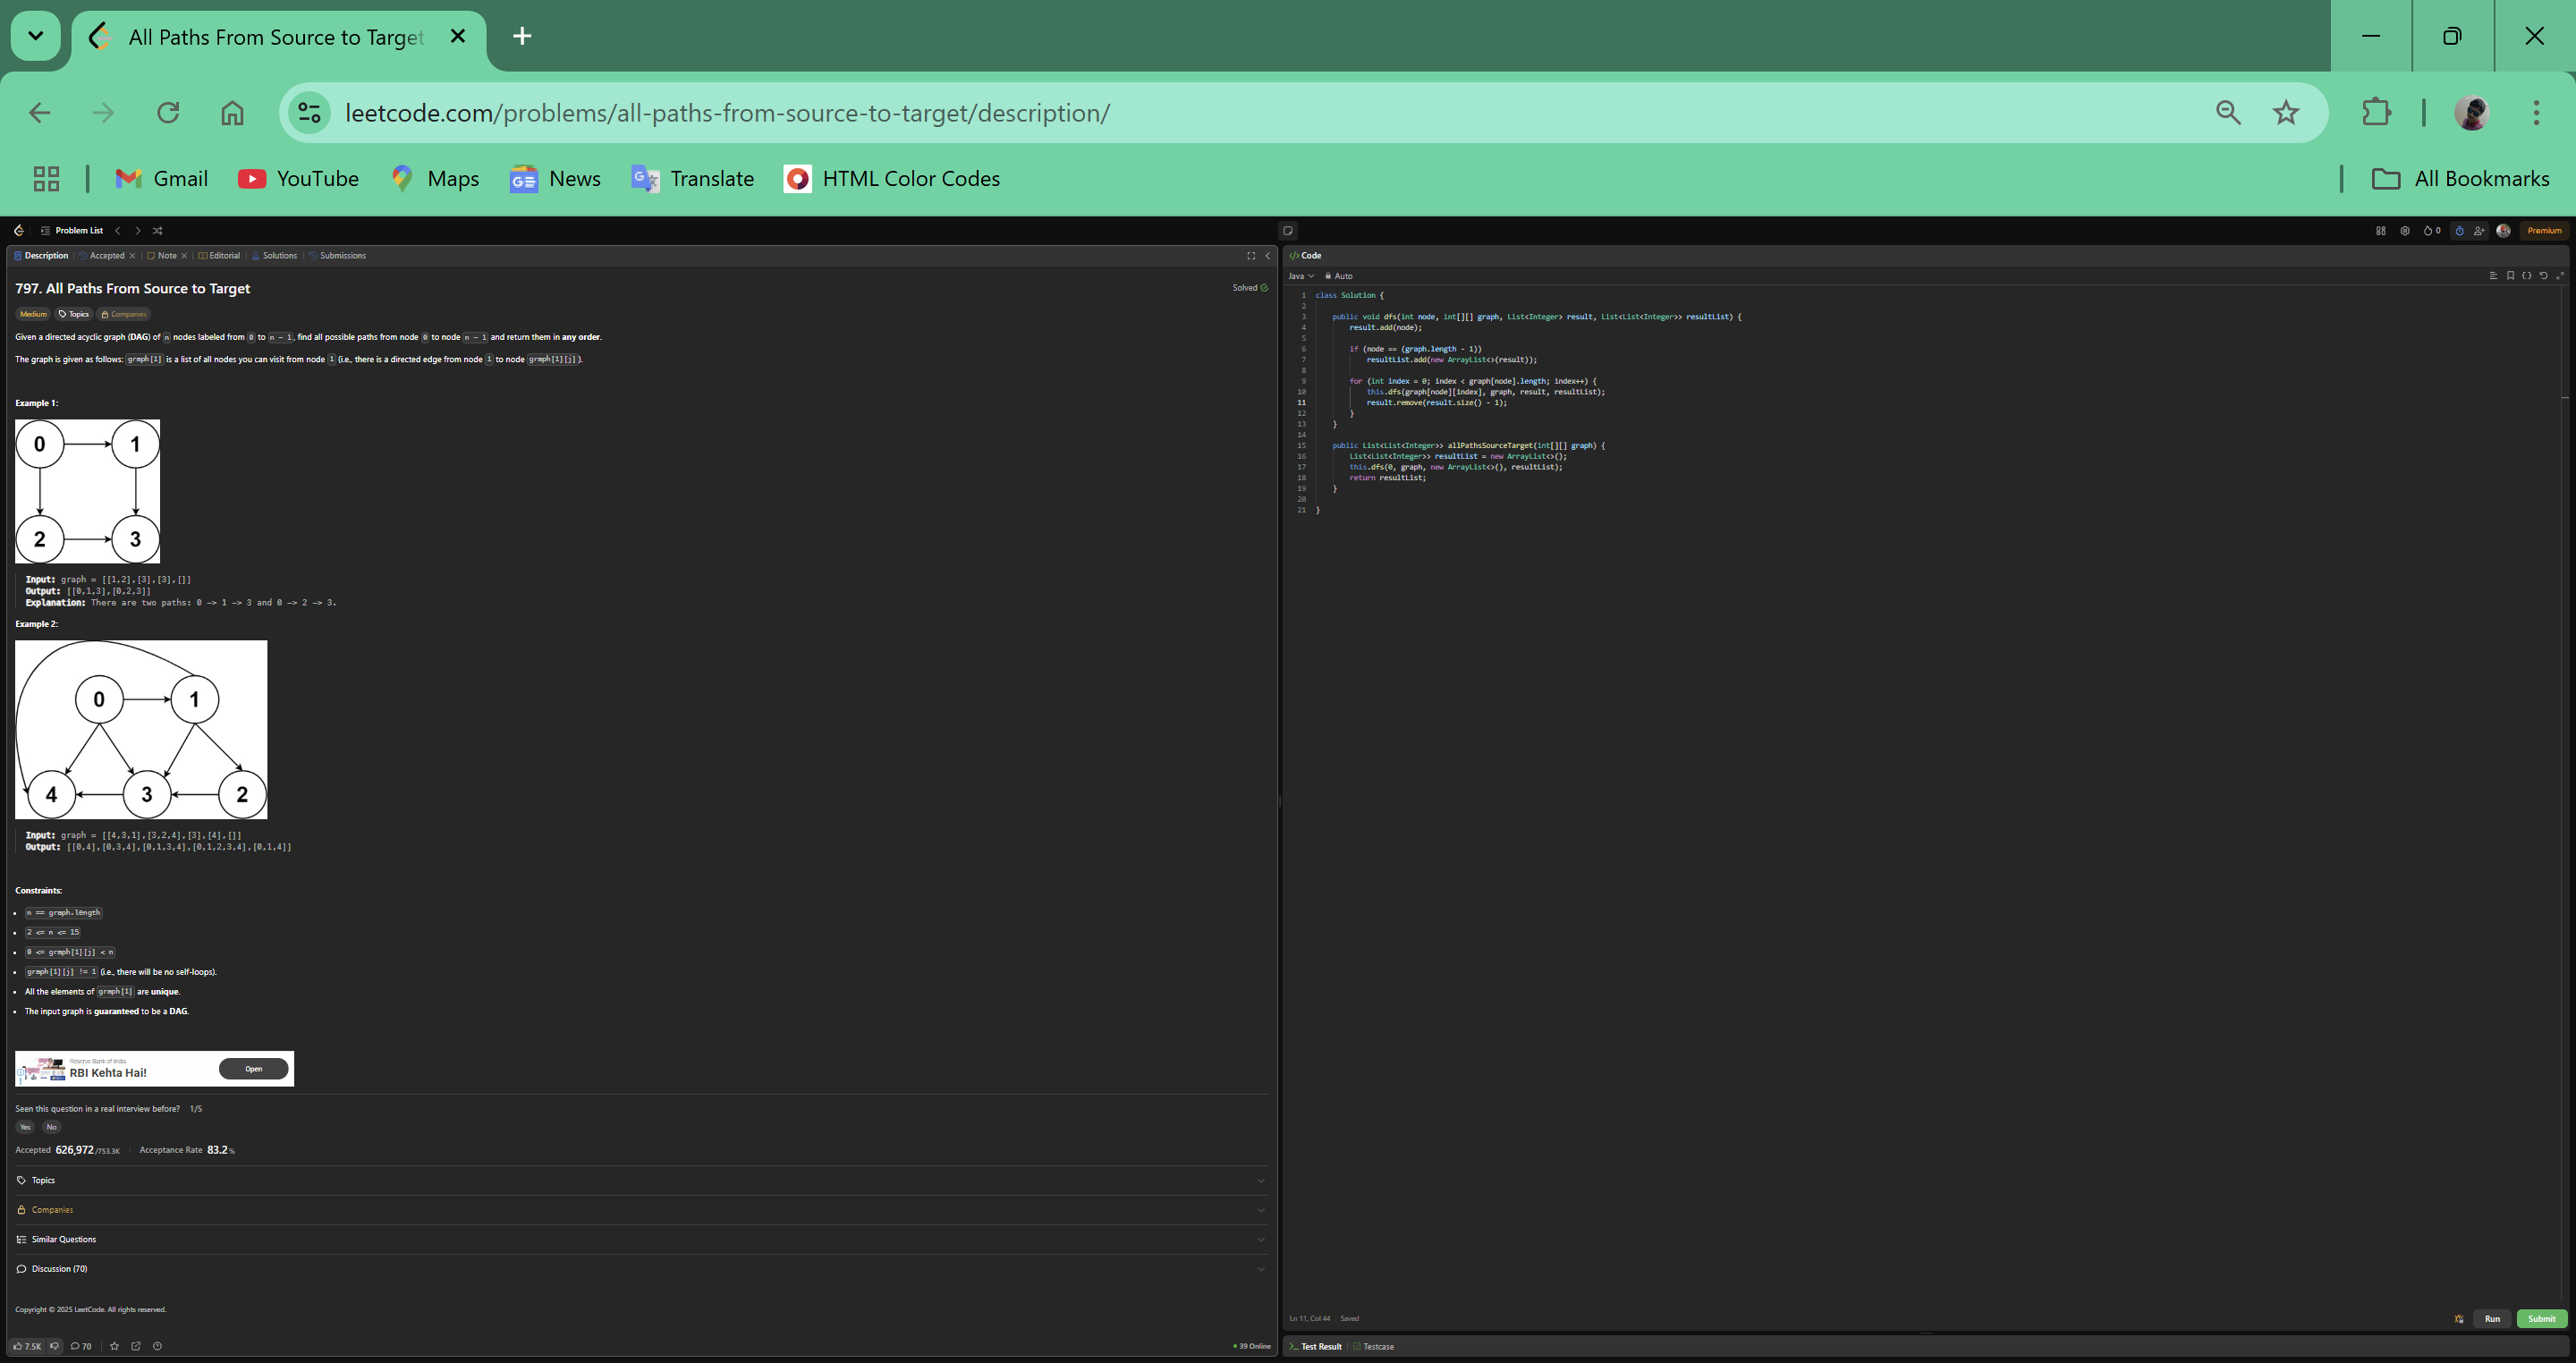 All Paths From Source to Target
leetcode.com/problems/all-paths-from-source-to-target/description/
Gmail YouTube Maps News Translate HTML Color Codes All Bookmarks
Problem List 0 Premium
Description Accepted Note Editorial Solutions Submissions
797. All Paths From Source to Target
Solved
Medium Topics Companies
Given a directed acyclic graph (DAG) of n nodes labeled from 0 to n - 1, find all possible paths from node 0 to node n - 1 and return them in any order.
The graph is given as follows: graph[i] is a list of all nodes you can visit from node i (i.e., there is a directed edge from node i to node graph[i][j]).
Example 1:
0 1
2 3
Input: graph = [[1,2],[3],[3],[]]
Output: [[0,1,3],[0,2,3]]
Explanation: There are two paths: 0 -> 1 -> 3 and 0 -> 2 -> 3.
Example 2:
0 1
4 3 2
Input: graph = [[4,3,1],[3,2,4],[3],[4],[]]
Output: [[0,4],[0,3,4],[0,1,3,4],[0,1,2,3,4],[0,1,4]]
Constraints:
n == graph.length
2 <= n <= 15
0 <= graph[i][j] < n
graph[i][j] != i (i.e., there will be no self-loops).
All the elements of graph[i] are unique.
The input graph is guaranteed to be a DAG.
Reserve Bank of India
RBI Kehta Hai!
Open
Seen this question in a real interview before? 1/5
Yes No
Accepted 626,972/753.3K Acceptance Rate 83.2%
Topics
Companies
Similar Questions
Discussion (70)
Copyright © 2025 LeetCode. All rights reserved.
7.5K 70 39 Online
</> Code
Java Auto
1 class Solution {
2
3 public void dfs(int node, int[][] graph, List<Integer> result, List<List<Integer>> resultList) {
4 result.add(node);
5
6 if (node == (graph.length - 1))
7 resultList.add(new ArrayList<>(result));
8
9 for (int index = 0; index < graph[node].length; index++) {
10 this.dfs(graph[node][index], graph, result, resultList);
11 result.remove(result.size() - 1);
12 }
13 }
14
15 public List<List<Integer>> allPathsSourceTarget(int[][] graph) {
16 List<List<Integer>> resultList = new ArrayList<>();
17 this.dfs(0, graph, new ArrayList<>(), resultList);
18 return resultList;
19 }
20
21 }
Ln 11, Col 44 Saved
Run Submit
Test Result Testcase